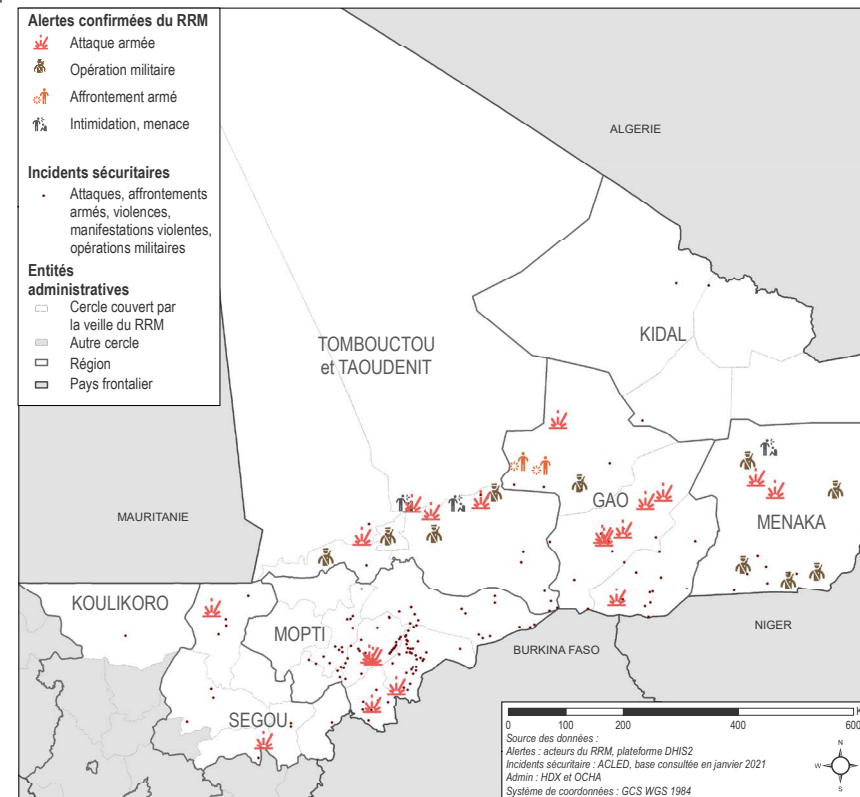 Alertes confirmées du RRM
Attaque armée
Opération militaire
Affrontement armé
Intimidation, menace
Incidents sécuritaires
Attaques, affrontements
armés, violences,
manifestations violentes,
opérations militaires
Entités
administratives
Cercle couvert par
la veille du RRM
Autre cercle
Région
Pays frontalier
ALGERIE
KIDAL
TOMBOUCTOU
et TAOUDENIT
GAO
MENAKA
MAURITANIE
KOULIKORO
MOPTI
NIGER
BURKINA FASO
SEGOU
0 100 200 400 600
Source des données :
Alertes : acteurs du RRM, plateforme DHIS2
Incidents sécuritaire : ACLED, base consultée en janvier 2021
Admin : HDX et OCHA
Système de coordonnées : GCS WGS 1984
N
W
S